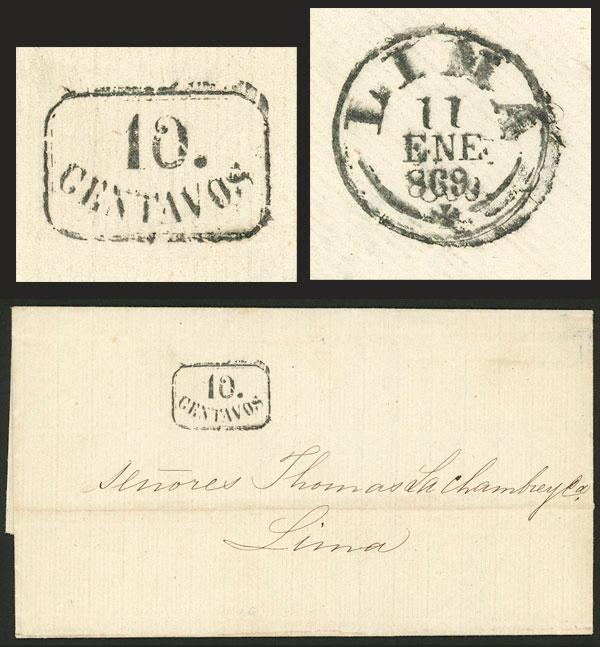 10.
CENTAVOS
LIMA
11
ENE
869
10.
CENTAVOS
Señores Thomas LaChambre y Ca.
Lima